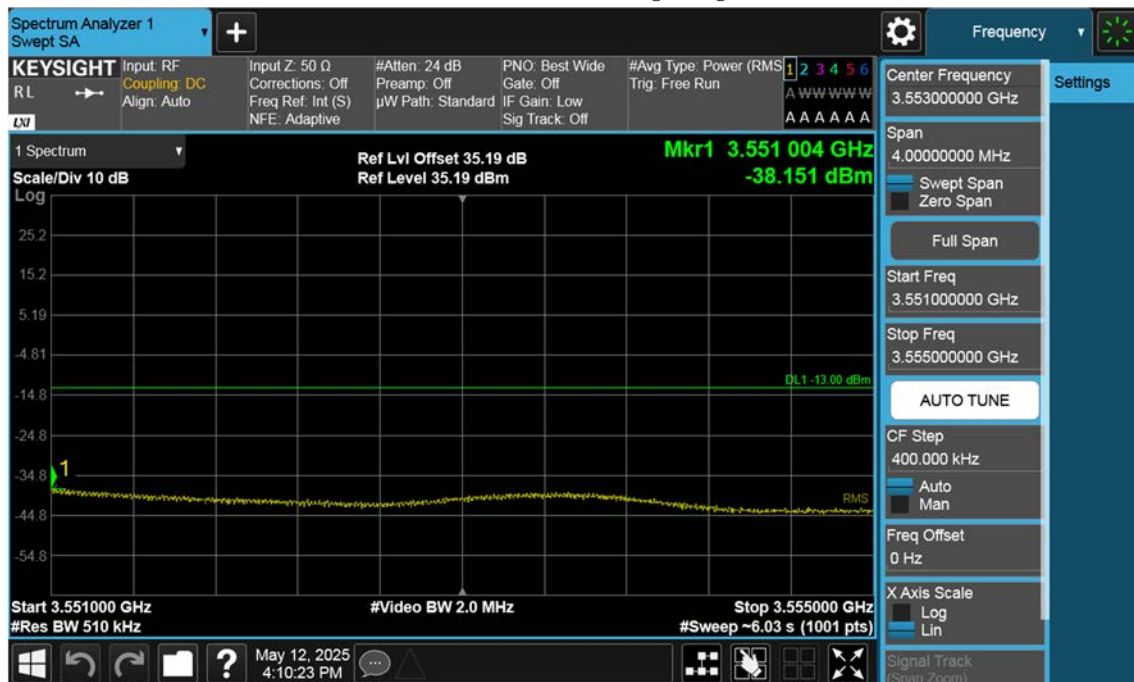 Spectrum Analyzer 1
Swept SA
+
Frequency
KEYSIGHT
RL
LXI
Input: RF
Coupling: DC
Align: Auto
Input Z: 50 Ω
Corrections: Off
Freq Ref: Int (S)
NFE: Adaptive
#Atten: 24 dB
Preamp: Off
µW Path: Standard
PNO: Best Wide
Gate: Off
IF Gain: Low
Sig Track: Off
#Avg Type: Power (RMS
Trig: Free Run
1 2 3 4 5 6
A W W W W W
A A A A A A
1 Spectrum
Scale/Div 10 dB
Log
Ref Lvl Offset 35.19 dB
Ref Level 35.19 dBm
Mkr1 3.551 004 GHz
-38.151 dBm
25.2
15.2
5.19
-4.81
DL1 -13.00 dBm
-14.8
-24.8
-34.8
1
RMS
-44.8
-54.8
Start 3.551000 GHz
#Res BW 510 kHz
#Video BW 2.0 MHz
Stop 3.555000 GHz
#Sweep ~6.03 s (1001 pts)
?
May 12, 2025
4:10:23 PM
Center Frequency
3.553000000 GHz
Span
4.00000000 MHz
Swept Span
Zero Span
Full Span
Start Freq
3.551000000 GHz
Stop Freq
3.555000000 GHz
AUTO TUNE
CF Step
400.000 kHz
Auto
Man
Freq Offset
0 Hz
X Axis Scale
Log
Lin
Signal Track
(Span Zoom)
Settings